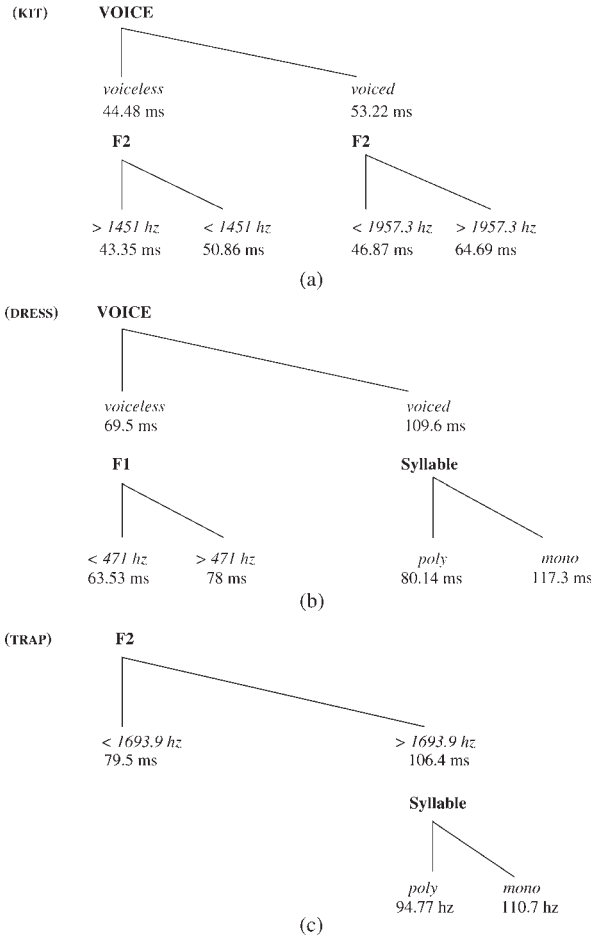 (KIT) VOICE
voiceless voiced
44.48 ms 53.22 ms
F2 F2
> 1451 hz < 1451 hz < 1957.3 hz > 1957.3 hz
43.35 ms 50.86 ms 46.87 ms 64.69 ms
(a)
(DRESS) VOICE
voiceless voiced
69.5 ms 109.6 ms
F1 Syllable
< 471 hz > 471 hz poly mono
63.53 ms 78 ms 80.14 ms 117.3 ms
(b)
(TRAP) F2
< 1693.9 hz > 1693.9 hz
79.5 ms 106.4 ms
Syllable
poly mono
94.77 hz 110.7 hz
(c)